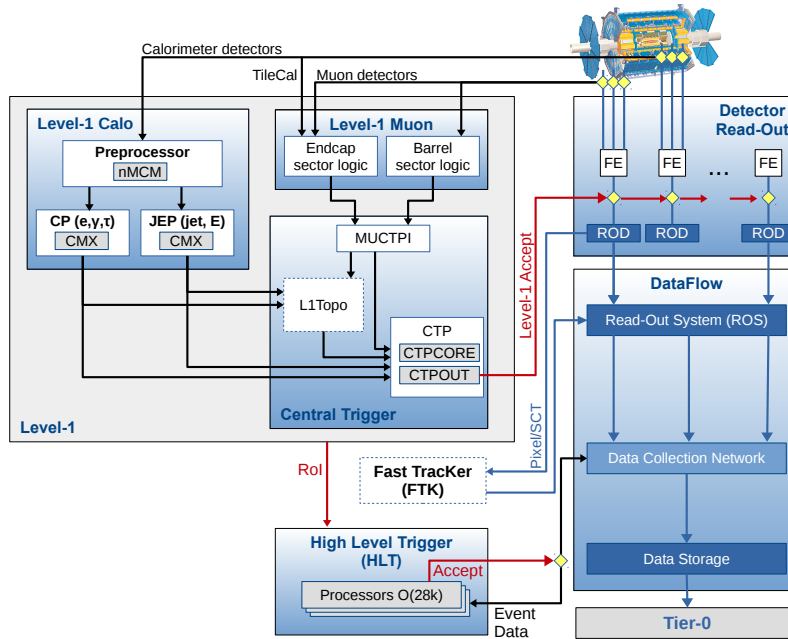 Calorimeter detectors
TileCal
Muon detectors
Level-1 Calo
Preprocessor
nMCM
CP (e,γ,τ)
CMX
JEP (jet, E)
CMX
Level-1 Muon
Endcap
sector logic
Barrel
sector logic
MUCTPI
L1Topo
CTP
CTPCORE
CTPOUT
Central Trigger
Level-1
Level-1 Accept
Detector
Read-Out
FE
FE
...
FE
ROD
ROD
ROD
DataFlow
Read-Out System (ROS)
Pixel/SCT
Data Collection Network
Data Storage
Tier-0
RoI
Fast TracKer
(FTK)
High Level Trigger
(HLT)
Accept
Processors O(28k)
Event
Data